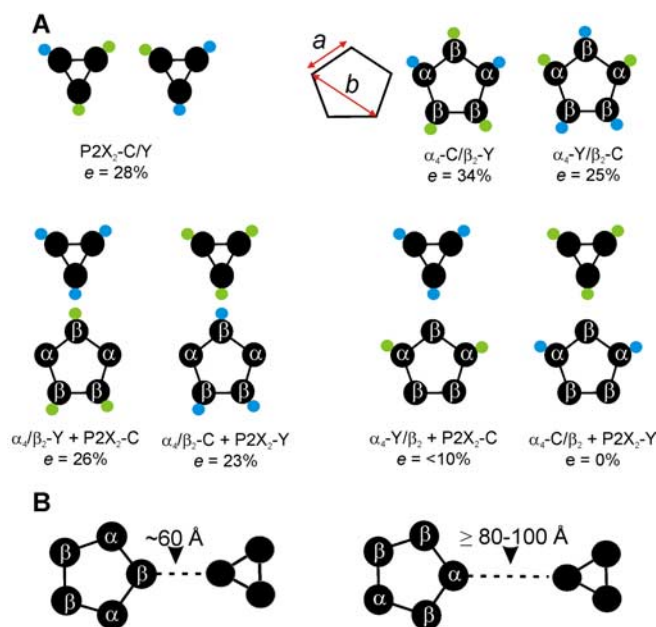 A
a
b
β
α α
β β
β
α α
β β
P2X₂-C/Y
e = 28%
α₄-C/β₂-Y
e = 34%
α₄-Y/β₂-C
e = 25%
β
α α
β β
β
α α
β β
β
α α
β β
β
α α
β β
α₄/β₂-Y + P2X₂-C
e = 26%
α₄/β₂-C + P2X₂-Y
e = 23%
α₄-Y/β₂ + P2X₂-C
e = <10%
α₄-C/β₂ + P2X₂-Y
e = 0%
B
~60 Å
β α
β
β α
≥ 80-100 Å
β β
α
α β